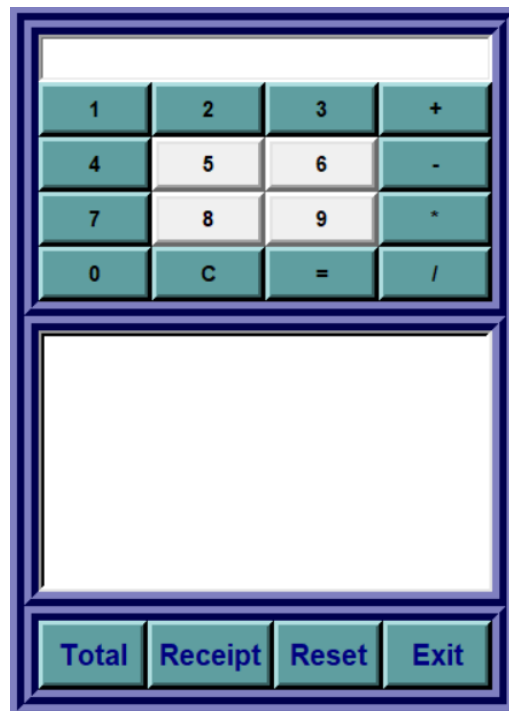 1 2 3 +
4 5 6 -
7 8 9 *
0 C = /
Total Receipt Reset Exit